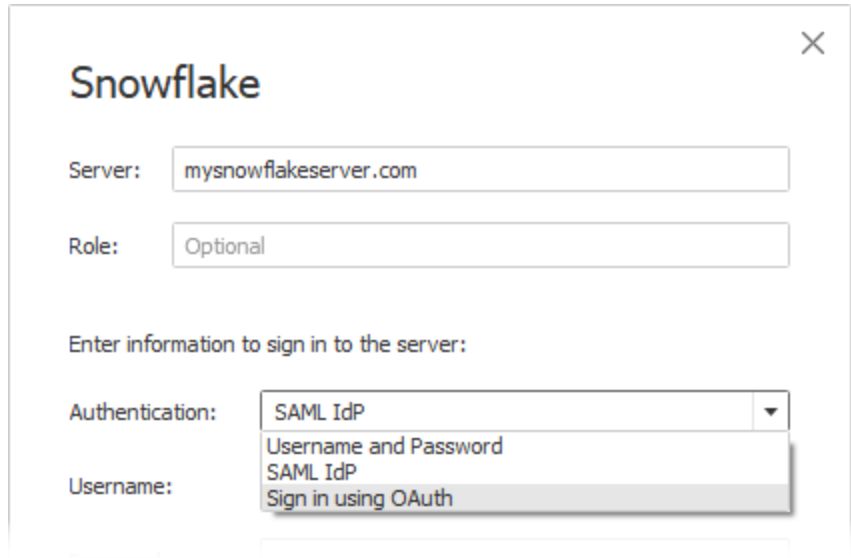 Snowflake
Server: mysnowflakeserver.com
Role: Optional
Enter information to sign in to the server:
Authentication: SAML IdP
Username and Password
SAML IdP
Username:
Sign in using OAuth